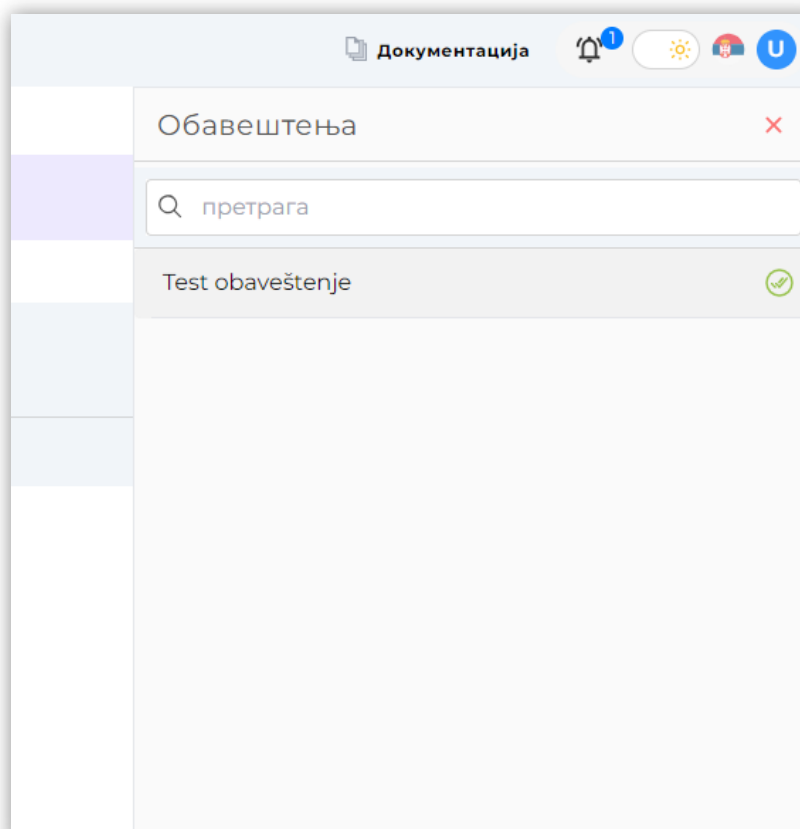 Документација
1
U
Обавештења
претрага
Test obaveštenje